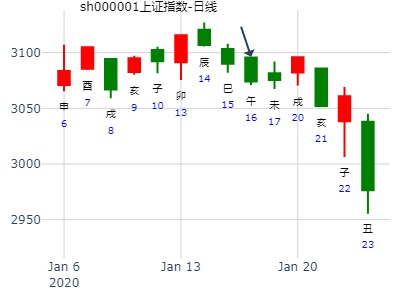 sh000001上证指数-日线
3100
3050
3000
2950
申
6
酉
7
戌
8
亥
9
子
10
卯
13
辰
14
巳
15
午
16
未
17
戌
20
亥
21
子
22
丑
23
Jan 6
2020
Jan 13
Jan 20